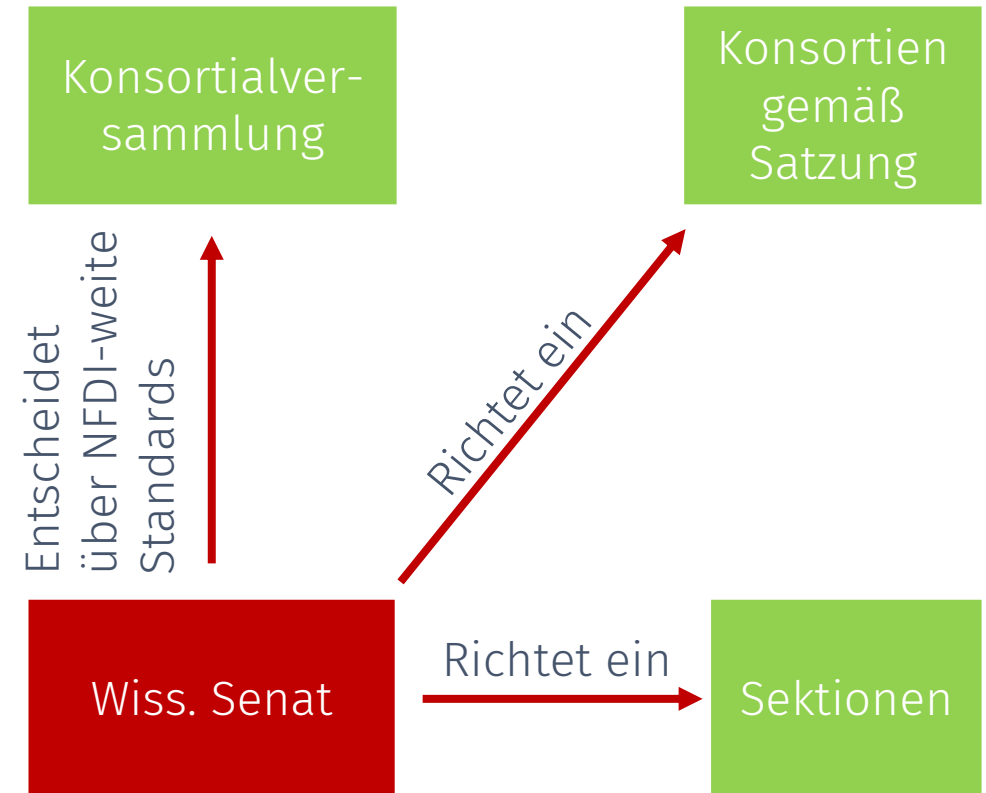 Konsortialver-
sammlung
Konsortien
gemäß
Satzung
Entscheidet
über NFDI-weite
Standards
Richtet ein
Wiss. Senat
Richtet ein
Sektionen